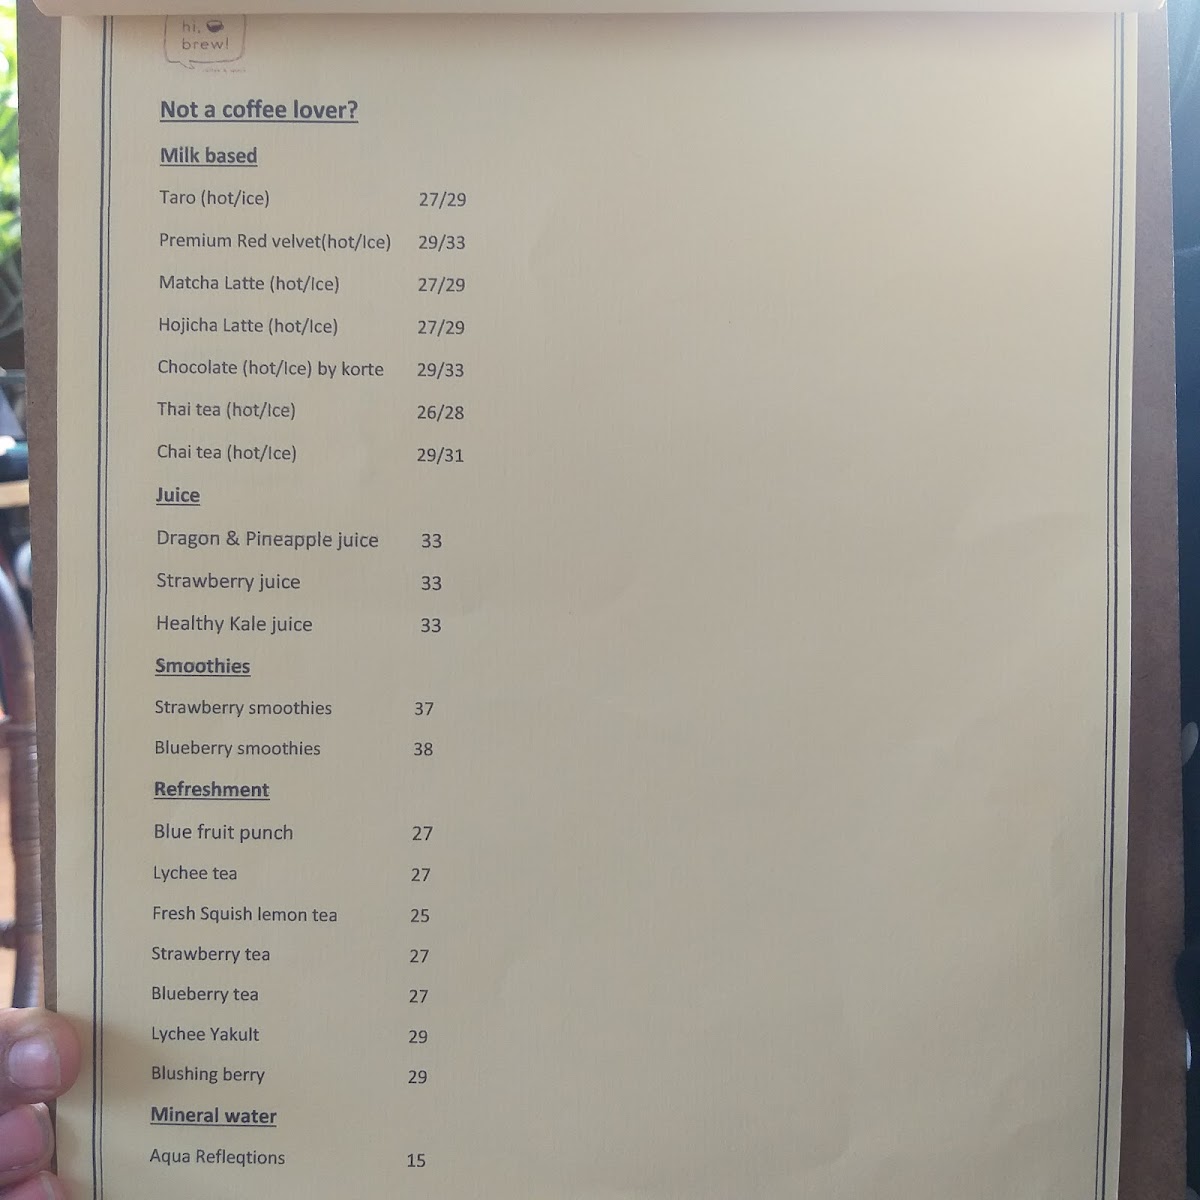 hi,
brew!
Not a coffee lover?
Milk based
Taro (hot/ice) 27/29
Premium Red velvet(hot/Ice) 29/33
Matcha Latte (hot/Ice) 27/29
Hojicha Latte (hot/Ice) 27/29
Chocolate (hot/Ice) by korte 29/33
Thai tea (hot/Ice) 26/28
Chai tea (hot/Ice) 29/31
Juice
Dragon & Pineapple juice 33
Strawberry juice 33
Healthy Kale juice 33
Smoothies
Strawberry smoothies 37
Blueberry smoothies 38
Refreshment
Blue fruit punch 27
Lychee tea 27
Fresh Squish lemon tea 25
Strawberry tea 27
Blueberry tea 27
Lychee Yakult 29
Blushing berry 29
Mineral water
Aqua Refleqtions 15